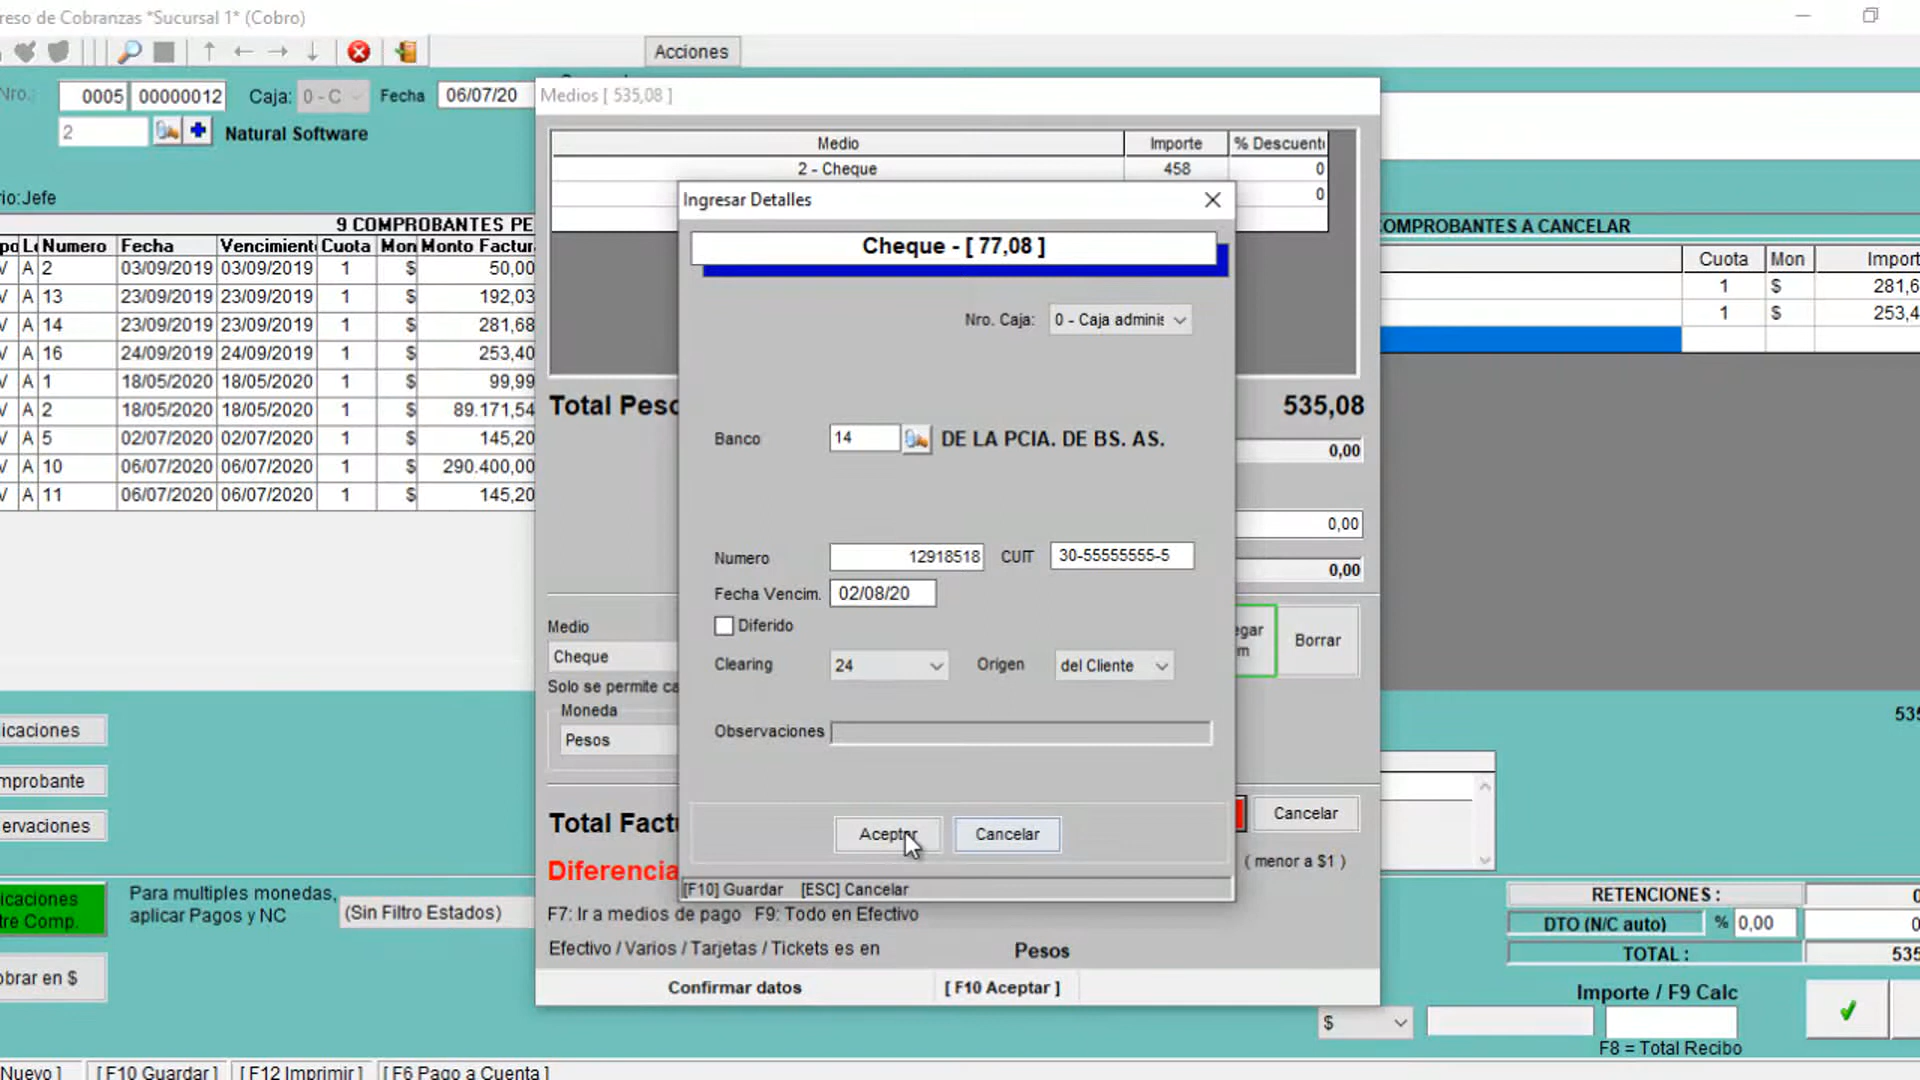 reso de Cobranzas *Sucursal 1* (Cobro)
Acciones
Nro.: 0005 00000012 Caja: 0 - C Fecha 06/07/20
2 Natural Software
rio:Jefe
9 COMPROBANTES PE
Numero Fecha Vencimient Cuota Mon Monto Factur
V A 2 03/09/2019 03/09/2019 1 $ 50,00
V A 13 23/09/2019 23/09/2019 1 $ 192,03
V A 14 23/09/2019 23/09/2019 1 $ 281,68
V A 16 24/09/2019 24/09/2019 1 $ 253,40
V A 1 18/05/2020 18/05/2020 1 $ 99,99
V A 2 18/05/2020 18/05/2020 1 $ 89.171,54
V A 5 02/07/2020 02/07/2020 1 $ 145,20
V A 10 06/07/2020 06/07/2020 1 $ 290.400,00
V A 11 06/07/2020 06/07/2020 1 $ 145,20
Medios [ 535,08 ]
Medio Importe % Descuent
2 - Cheque 458 0
0
Total Peso
535,08
0,00
0,00
0,00
Medio
Cheque
Solo se permite ca
Moneda
Pesos
egar
m
Borrar
Total Factu
Cancelar
Diferencia
( menor a $1 )
F7: Ir a medios de pago F9: Todo en Efectivo
Efectivo / Varios / Tarjetas / Tickets es en Pesos
Confirmar datos [ F10 Aceptar ]
Ingresar Detalles
Cheque - [ 77,08 ]
Nro. Caja: 0 - Caja adminis
Banco 14 DE LA PCIA. DE BS. AS.
Numero 12918518 CUIT 30-55555555-5
Fecha Vencim. 02/08/20
Diferido
Clearing 24 Origen del Cliente
Observaciones
Aceptar Cancelar
[F10] Guardar [ESC] Cancelar
COMPROBANTES A CANCELAR
Cuota Mon Import
1 $ 281,6
1 $ 253,4
535
licaciones
mprobante
ervaciones
icaciones
tre Comp.
Para multiples monedas,
aplicar Pagos y NC
(Sin Filtro Estados)
obrar en $
RETENCIONES : 0
DTO (N/C auto) % 0,00 0
TOTAL : 535
Importe / F9 Calc
$
F8 = Total Recibo
Nuevo ] [ F10 Guardar ] [ F12 Imprimir ] [ F6 Pago a Cuenta ]